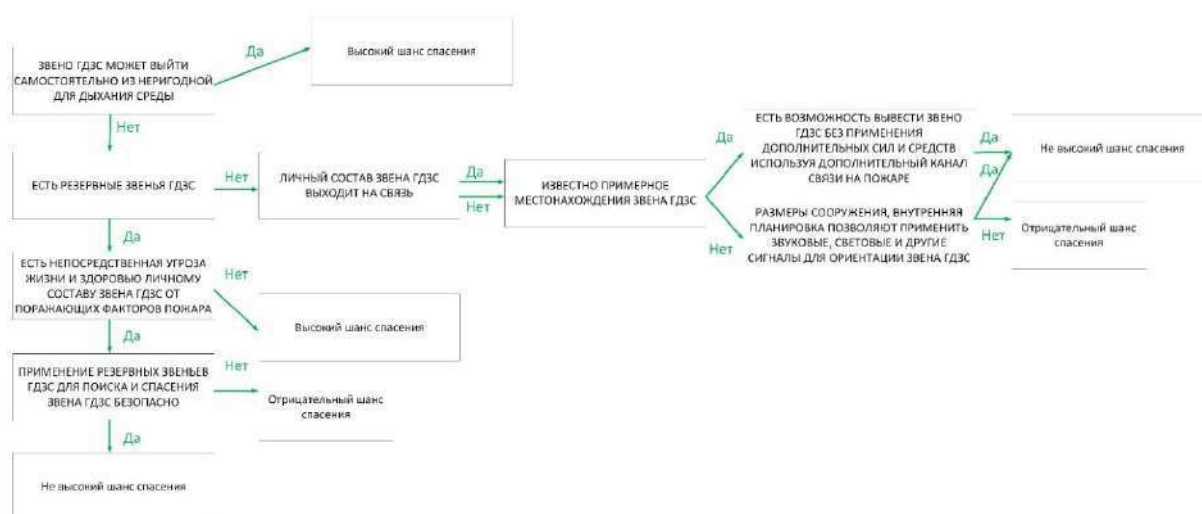 Да
Высокий шанс спасения
ЗВЕНО ГДЗС МОЖЕТ ВЫЙТИ
САМОСТОЯТЕЛЬНО ИЗ НЕРИГОДНОЙ
ДЛЯ ДЫХАНИЯ СРЕДЫ
Нет
ЕСТЬ РЕЗЕРВНЫЕ ЗВЕНЬЯ ГДЗС
Нет
ЛИЧНЫЙ СОСТАВ ЗВЕНА ГДЗС
ВЫХОДИТ НА СВЯЗЬ
Да
Нет
ИЗВЕСТНО ПРИМЕРНОЕ
МЕСТОНАХОЖДЕНИЯ ЗВЕНА ГДЗС
Да
ЕСТЬ ВОЗМОЖНОСТЬ ВЫВЕСТИ ЗВЕНО
ГДЗС БЕЗ ПРИМЕНЕНИЯ
ДОПОЛНИТЕЛЬНЫХ СИЛ И СРЕДСТВ
ИСПОЛЬЗУЯ ДОПОЛНИТЕЛЬНЫЙ КАНАЛ
СВЯЗИ НА ПОЖАРЕ
Да
Да
Не высокий шанс спасения
Нет
РАЗМЕРЫ СООРУЖЕНИЯ, ВНУТРЕННЯЯ
ПЛАНИРОВКА ПОЗВОЛЯЮТ ПРИМЕНИТЬ
ЗВУКОВЫЕ, СВЕТОВЫЕ И ДРУГИЕ
СИГНАЛЫ ДЛЯ ОРИЕНТАЦИИ ЗВЕНА ГДЗС
Нет
Отрицательный шанс
спасения
Да
ЕСТЬ НЕПОСРЕДСТВЕННАЯ УГРОЗА
ЖИЗНИ И ЗДОРОВЬЮ ЛИЧНОМУ
СОСТАВУ ЗВЕНА ГДЗС ОТ
ПОРАЖАЮЩИХ ФАКТОРОВ ПОЖАРА
Нет
Высокий шанс спасения
Да
ПРИМЕНЕНИЕ РЕЗЕРВНЫХ ЗВЕНЬЕВ
ГДЗС ДЛЯ ПОИСКА И СПАСЕНИЯ
ЗВЕНА ГДЗС БЕЗОПАСНО
Нет
Отрицательный шанс
спасения
Да
Не высокий шанс спасения